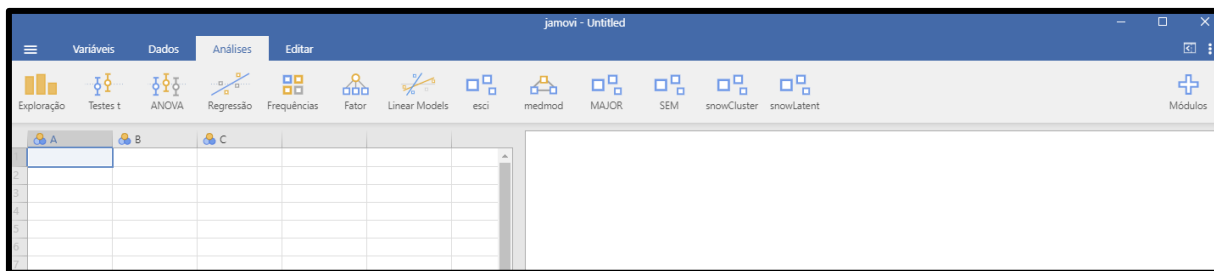 jamovi - Untitled
Variáveis Dados Análises Editar
Exploração Testes t ANOVA Regressão Frequências Fator Linear Models esci medmod MAJOR SEM snowCluster snowLatent Módulos
A B C
1
2
3
4
5
6
7